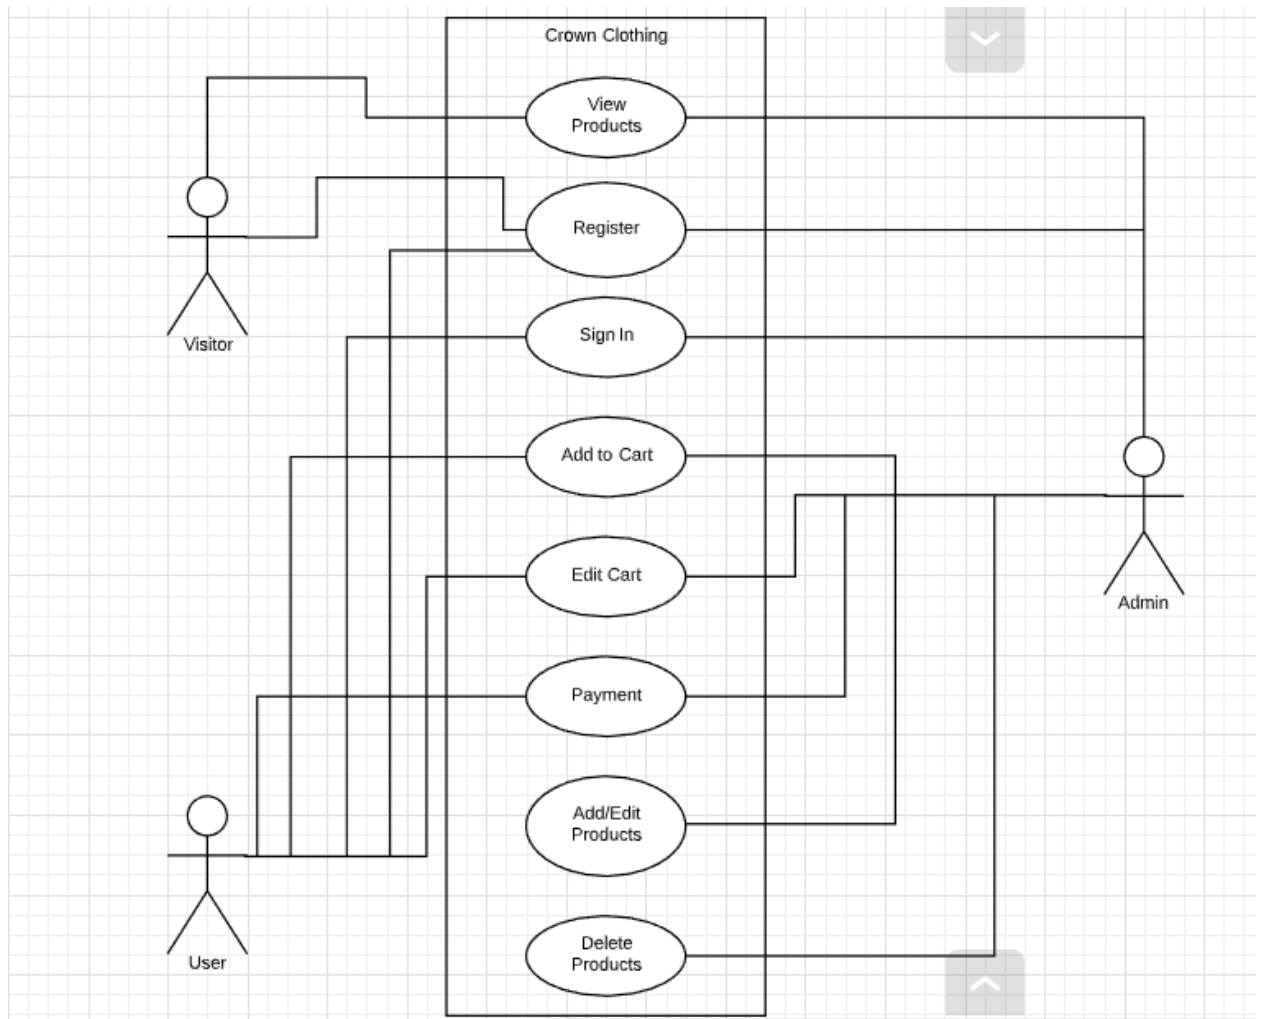 Crown Clothing
View
Products
Register
Visitor
Sign In
Add to Cart
Edit Cart
Admin
Payment
Add/Edit
Products
User
Delete
Products